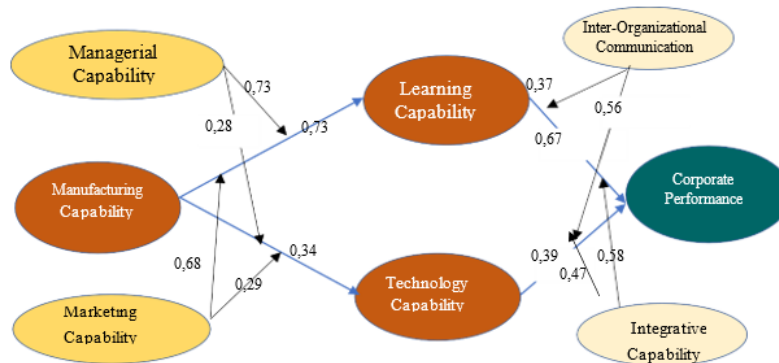 Managerial
Capability
Inter-Organizational
Communication
0,73
Learning
Capability
0,37
0,56
0,28
0,73
0,67
Manufacturing
Capability
Corporate
Performance
0,68
0,34
0,39
0,58
0,29
0,47
Technology
Capability
Marketing
Capability
Integrative
Capability